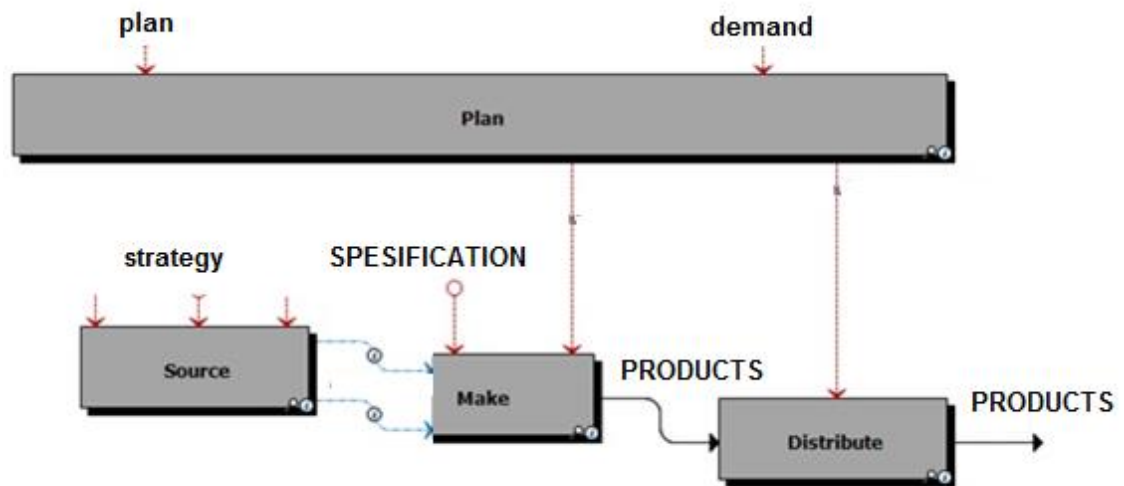 plan
demand
Plan
strategy
SPESIFICATION
Source
Make
PRODUCTS
PRODUCTS
Distribute